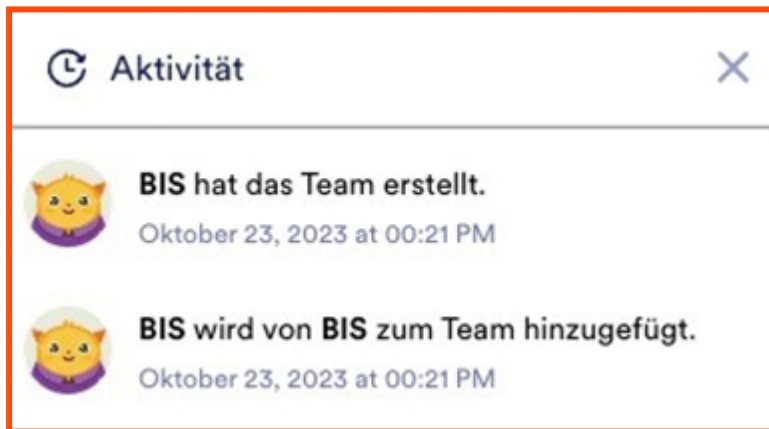 Aktivität
BIS hat das Team erstellt.
Oktober 23, 2023 at 00:21 PM
BIS wird von BIS zum Team hinzugefügt.
Oktober 23, 2023 at 00:21 PM